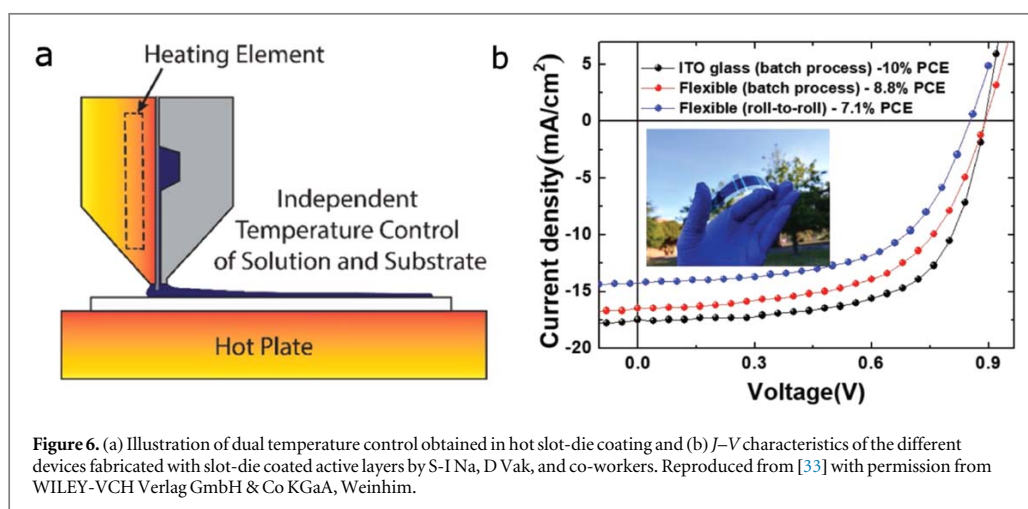 a
Heating Element
Independent
Temperature Control
of Solution and Substrate
Hot Plate
b
Current density(mA/cm²)
5
0
-5
-10
-15
-20
ITO glass (batch process) -10% PCE
Flexible (batch process) - 8.8% PCE
Flexible (roll-to-roll) - 7.1% PCE
0.0 0.3 0.6 0.9
Voltage(V)
Figure 6. (a) Illustration of dual temperature control obtained in hot slot-die coating and (b) J–V characteristics of the different
devices fabricated with slot-die coated active layers by S-I Na, D Vak, and co-workers. Reproduced from [33] with permission from
WILEY-VCH Verlag GmbH & Co KGaA, Weinhim.